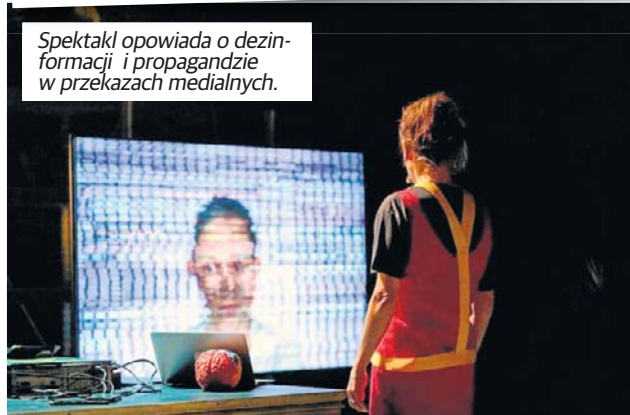 Spektakl opowiada o dezin-
formacji i propagandzie
w przekazach medialnych.